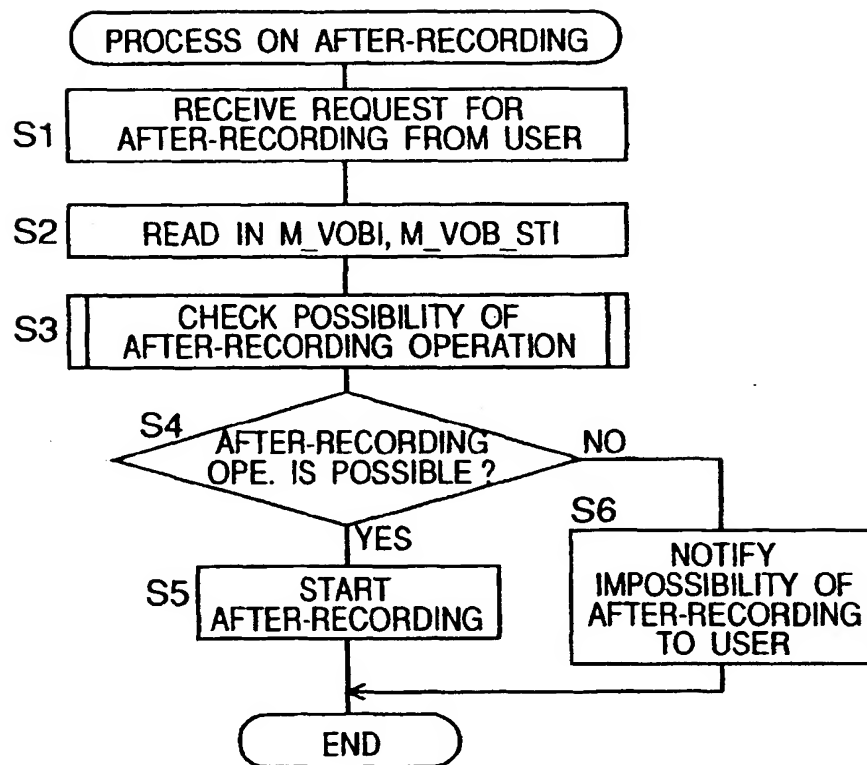 PROCESS ON AFTER-RECORDING
S1
RECEIVE REQUEST FOR
AFTER-RECORDING FROM USER
S2
READ IN M_VOBI, M_VOB_STI
S3
CHECK POSSIBILITY OF
AFTER-RECORDING OPERATION
S4
AFTER-RECORDING
OPE. IS POSSIBLE ?
NO
YES
S5
START
AFTER-RECORDING
S6
NOTIFY
IMPOSSIBILITY OF
AFTER-RECORDING
TO USER
END